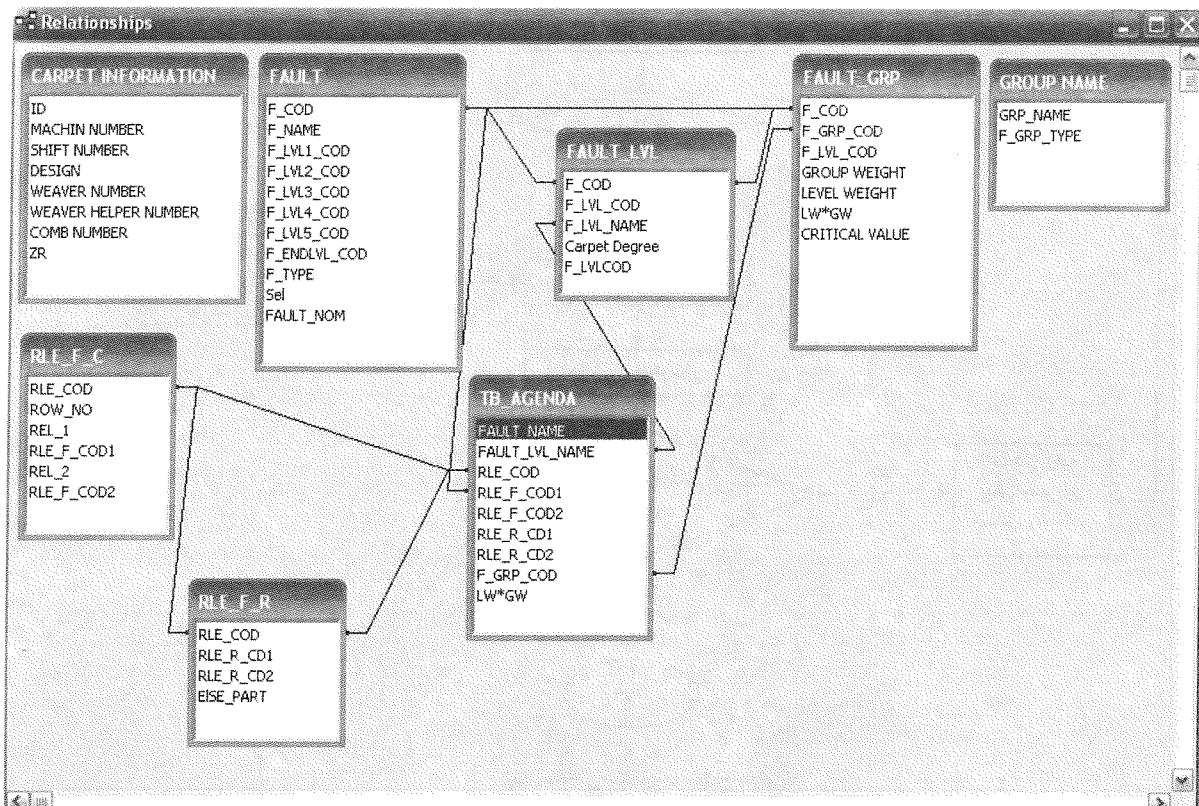 Relationships
CARPET INFORMATION
ID
MACHIN NUMBER
SHIFT NUMBER
DESIGN
WEAVER NUMBER
WEAVER HELPER NUMBER
COMB NUMBER
ZR
FAULT
F_COD
F_NAME
F_LVL1_COD
F_LVL2_COD
F_LVL3_COD
F_LVL4_COD
F_LVL5_COD
F_ENDLVL_COD
F_TYPE
Sel
FAULT_NOM
FAULT_LVL
F_COD
F_LVL_COD
F_LVL_NAME
Carpet Degree
F_LVLCOD
FAULT_GRP
F_COD
F_GRP_COD
F_LVL_COD
GROUP WEIGHT
LEVEL WEIGHT
LW*GW
CRITICAL VALUE
GROUP NAME
GRP_NAME
F_GRP_TYPE
RLE_F_C
RLE_COD
ROW_NO
REL_1
RLE_F_COD1
REL_2
RLE_F_COD2
TB_AGENDA
FAULT_NAME
FAULT_LVL_NAME
RLE_COD
RLE_F_COD1
RLE_F_COD2
RLE_R_CD1
RLE_R_CD2
F_GRP_COD
LW*GW
RLE_F_R
RLE_COD
RLE_R_CD1
RLE_R_CD2
ElSE_PART